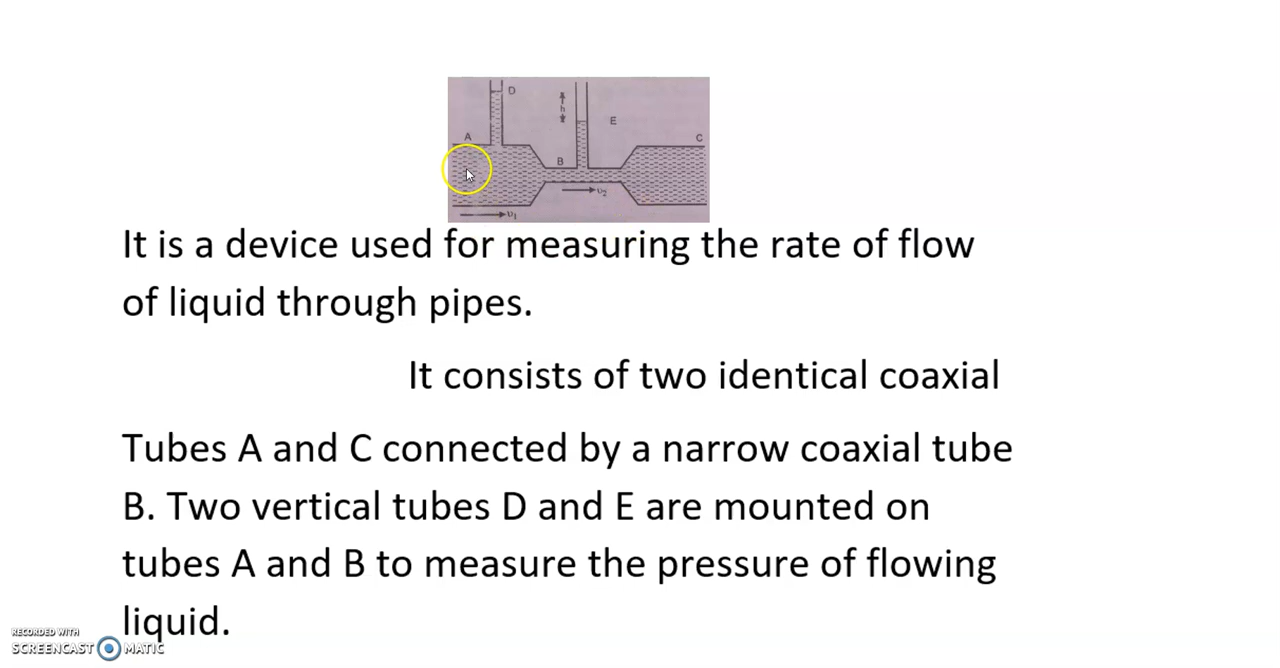 D
h
E
A
C
B
υ2
υ1
It is a device used for measuring the rate of flow
of liquid through pipes.
It consists of two identical coaxial
Tubes A and C connected by a narrow coaxial tube
B. Two vertical tubes D and E are mounted on
tubes A and B to measure the pressure of flowing
liquid.
RECORDED WITH
SCREENCAST MATIC